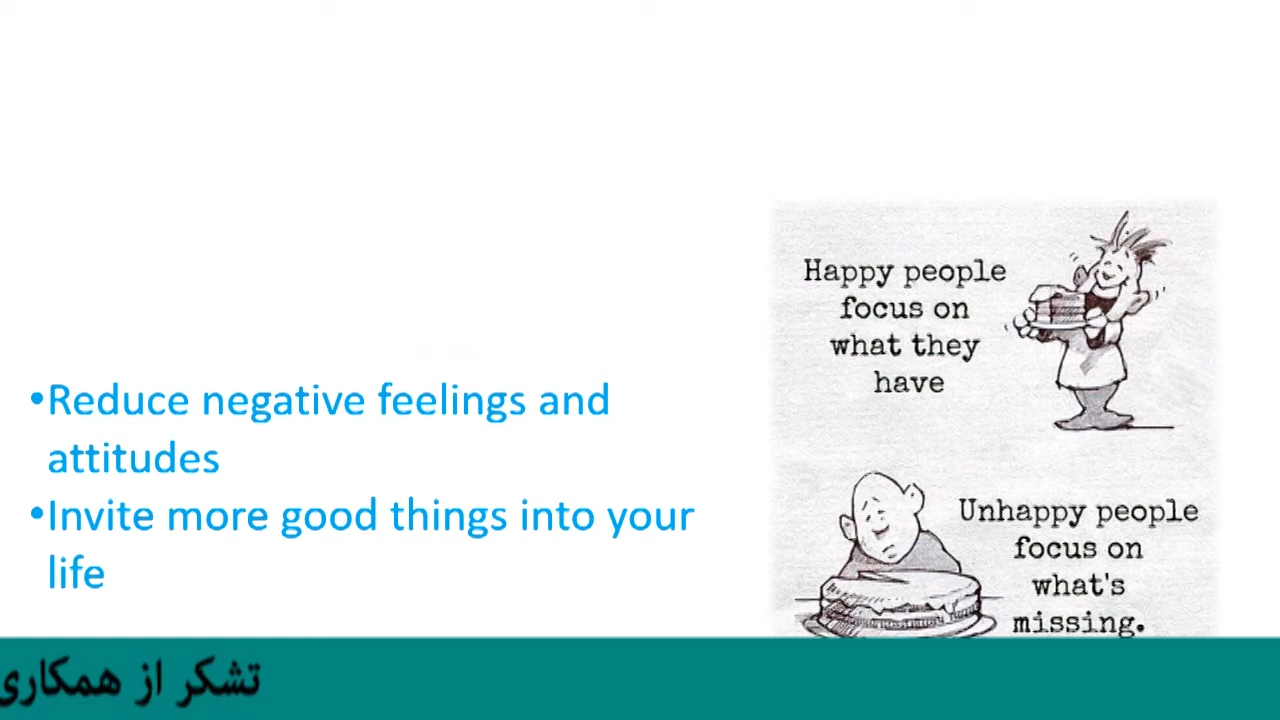 •Reduce negative feelings and
attitudes
•Invite more good things into your
life
Happy people
focus on
what they
have
Unhappy people
focus on
what's
missing.
تشکر از همکاری